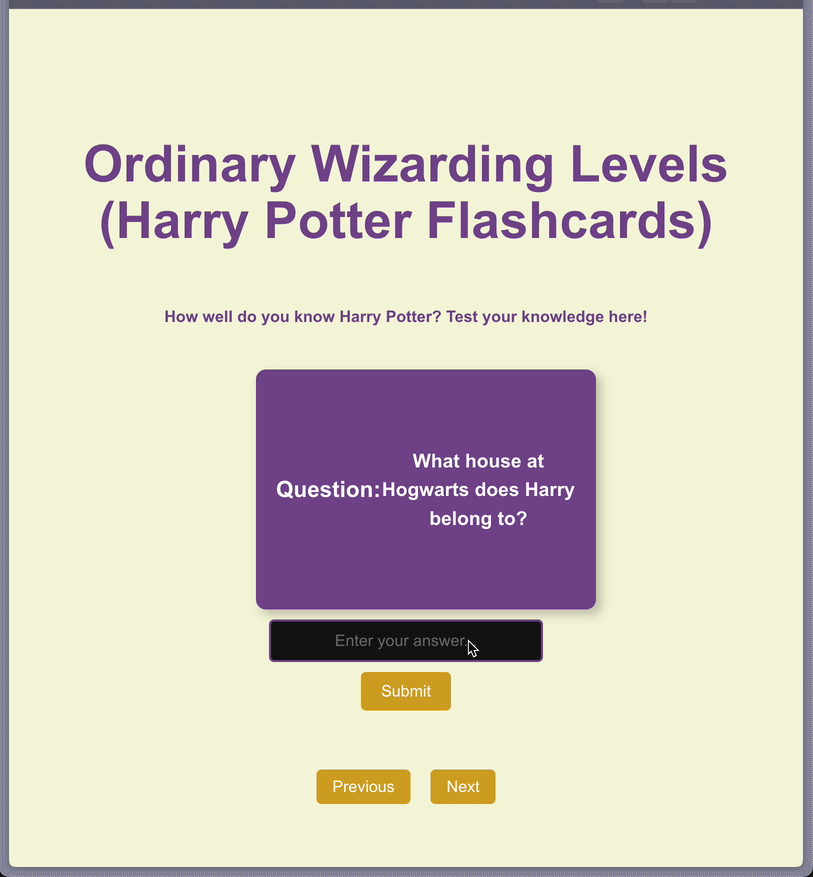 Ordinary Wizarding Levels
(Harry Potter Flashcards)
How well do you know Harry Potter? Test your knowledge here!
Question:
What house at
Hogwarts does Harry
belong to?
Enter your answer
Submit
Previous
Next